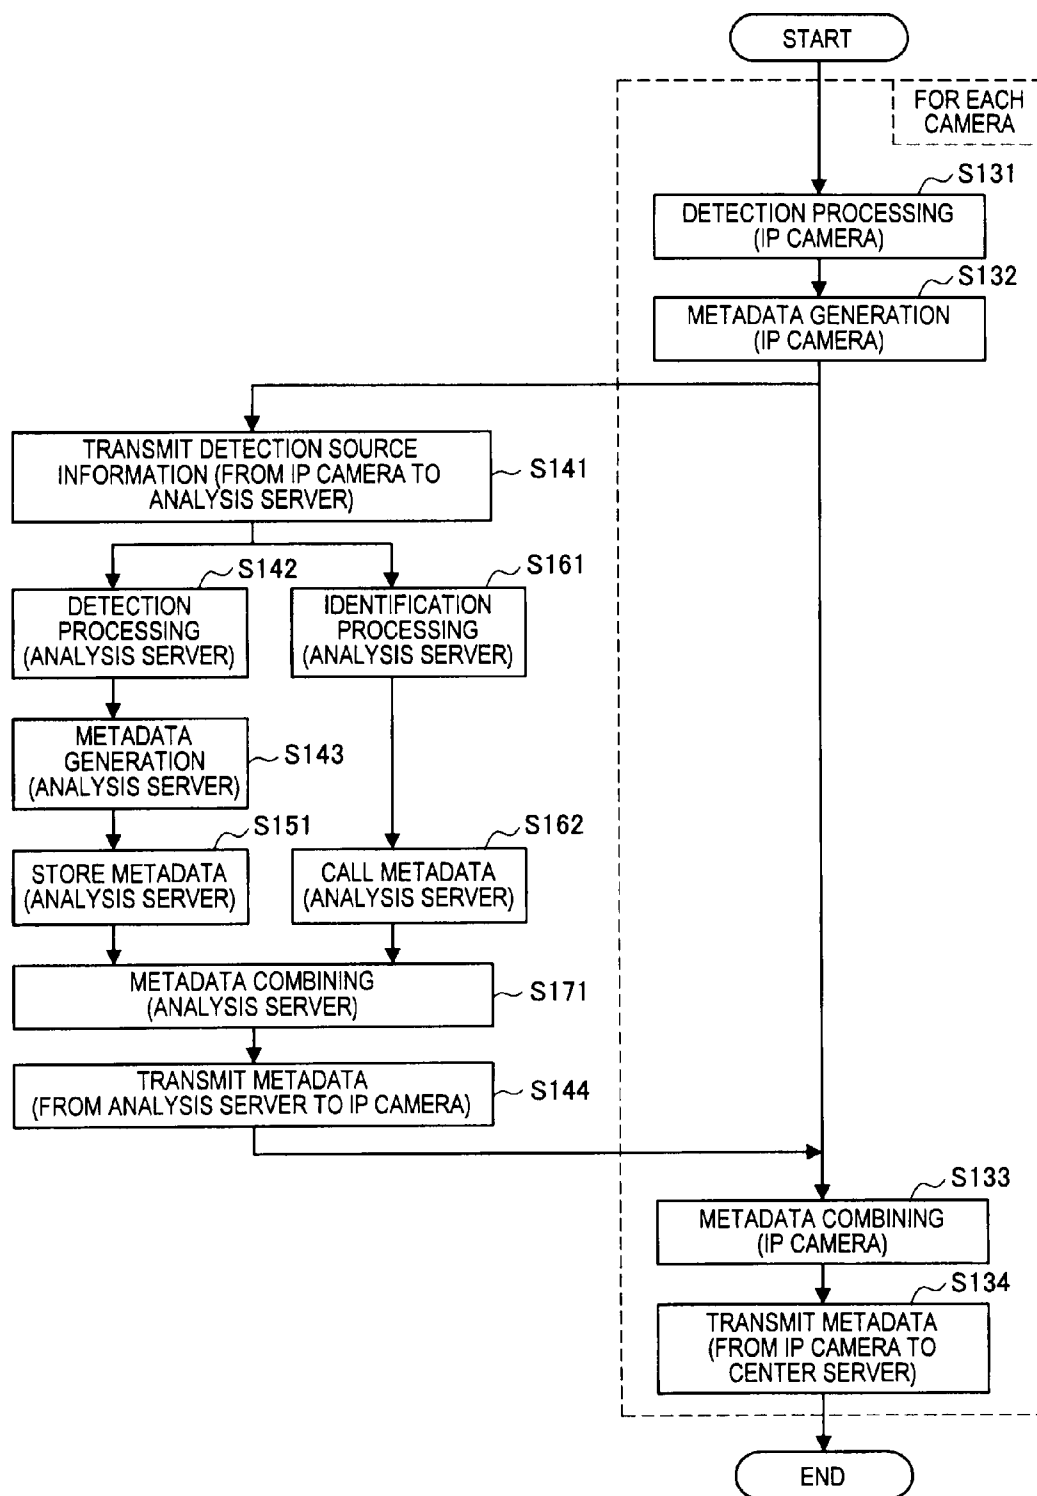 START
FOR EACH
CAMERA
S131
DETECTION PROCESSING
(IP CAMERA)
S132
METADATA GENERATION
(IP CAMERA)
TRANSMIT DETECTION SOURCE
INFORMATION (FROM IP CAMERA TO
ANALYSIS SERVER)
S141
S142
DETECTION
PROCESSING
(ANALYSIS SERVER)
S161
IDENTIFICATION
PROCESSING
(ANALYSIS SERVER)
METADATA
GENERATION
(ANALYSIS SERVER)
S143
S151
STORE METADATA
(ANALYSIS SERVER)
S162
CALL METADATA
(ANALYSIS SERVER)
METADATA COMBINING
(ANALYSIS SERVER)
S171
TRANSMIT METADATA
(FROM ANALYSIS SERVER TO IP CAMERA)
S144
S133
METADATA COMBINING
(IP CAMERA)
S134
TRANSMIT METADATA
(FROM IP CAMERA TO
CENTER SERVER)
END